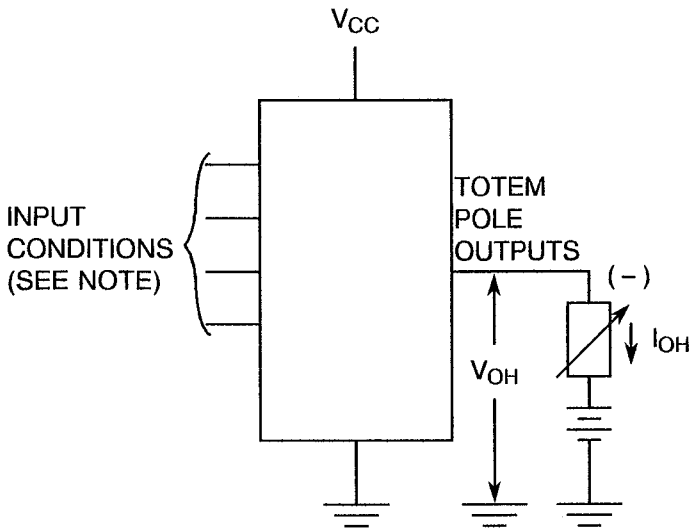 VCC
INPUT
CONDITIONS
(SEE NOTE)
TOTEM
POLE
OUTPUTS
(–)
IOH
VOH